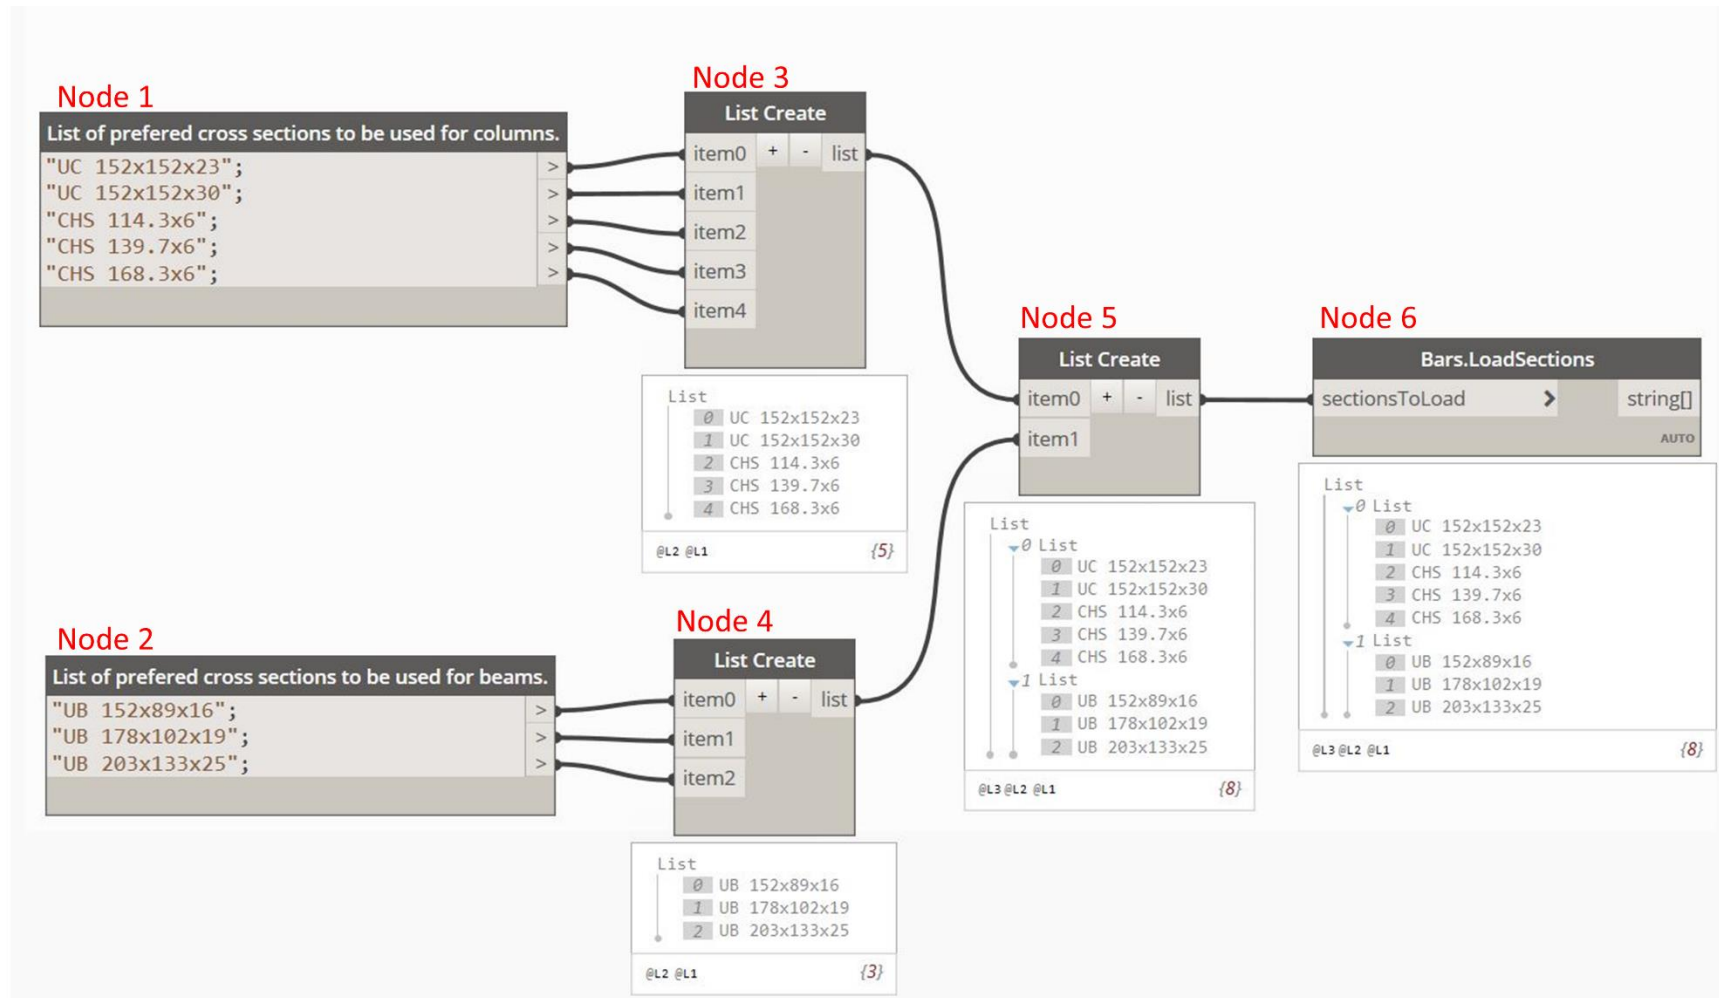 Node 1
List of prefered cross sections to be used for columns.
"UC 152x152x23"; >
"UC 152x152x30"; >
"CHS 114.3x6"; >
"CHS 139.7x6"; >
"CHS 168.3x6"; >
Node 3
List Create
item0 + - list
item1
item2
item3
item4
List
0 UC 152x152x23
1 UC 152x152x30
2 CHS 114.3x6
3 CHS 139.7x6
4 CHS 168.3x6
@L2 @L1 {5}
Node 2
List of prefered cross sections to be used for beams.
"UB 152x89x16"; >
"UB 178x102x19"; >
"UB 203x133x25"; >
Node 4
List Create
item0 + - list
item1
item2
List
0 UB 152x89x16
1 UB 178x102x19
2 UB 203x133x25
@L2 @L1 {3}
Node 5
List Create
item0 + - list
item1
List
0 List
0 UC 152x152x23
1 UC 152x152x30
2 CHS 114.3x6
3 CHS 139.7x6
4 CHS 168.3x6
1 List
0 UB 152x89x16
1 UB 178x102x19
2 UB 203x133x25
@L3 @L2 @L1 {8}
Node 6
Bars.LoadSections
sectionsToLoad > string[]
AUTO
List
0 List
0 UC 152x152x23
1 UC 152x152x30
2 CHS 114.3x6
3 CHS 139.7x6
4 CHS 168.3x6
1 List
0 UB 152x89x16
1 UB 178x102x19
2 UB 203x133x25
@L3 @L2 @L1 {8}